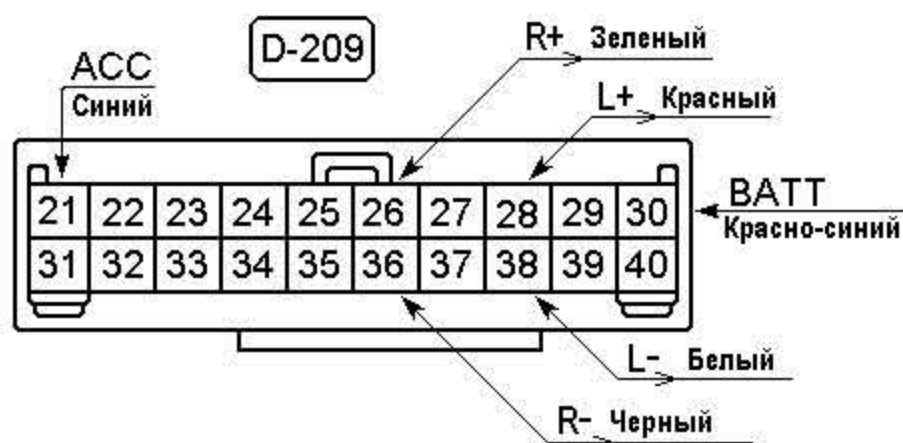 D-209
R+ Зеленый
ACC
Синий
L+ Красный
21 22 23 24 25 26 27 28 29 30
BATT
Красно-синий
31 32 33 34 35 36 37 38 39 40
L- Белый
R- Черный